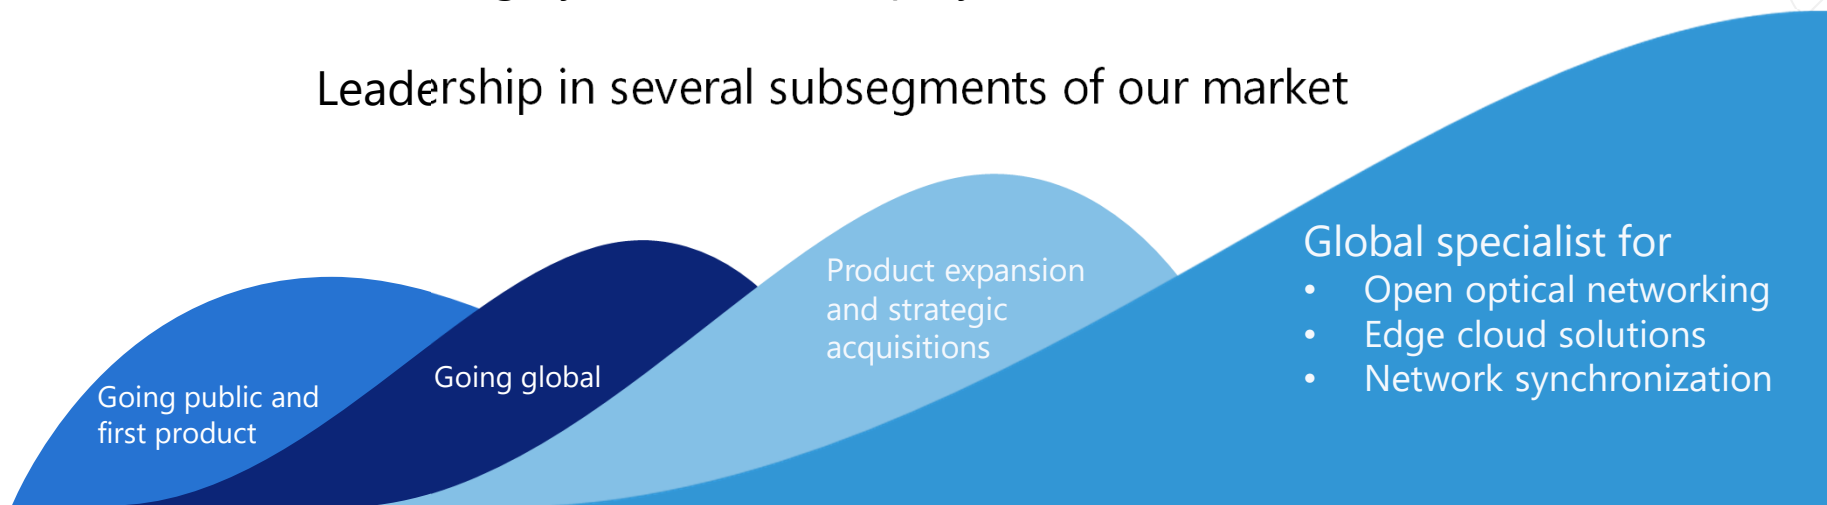 Leadership in several subsegments of our market
Going public and
first product
Going global
Product expansion
and strategic
acquisitions
Global specialist for
• Open optical networking
• Edge cloud solutions
• Network synchronization